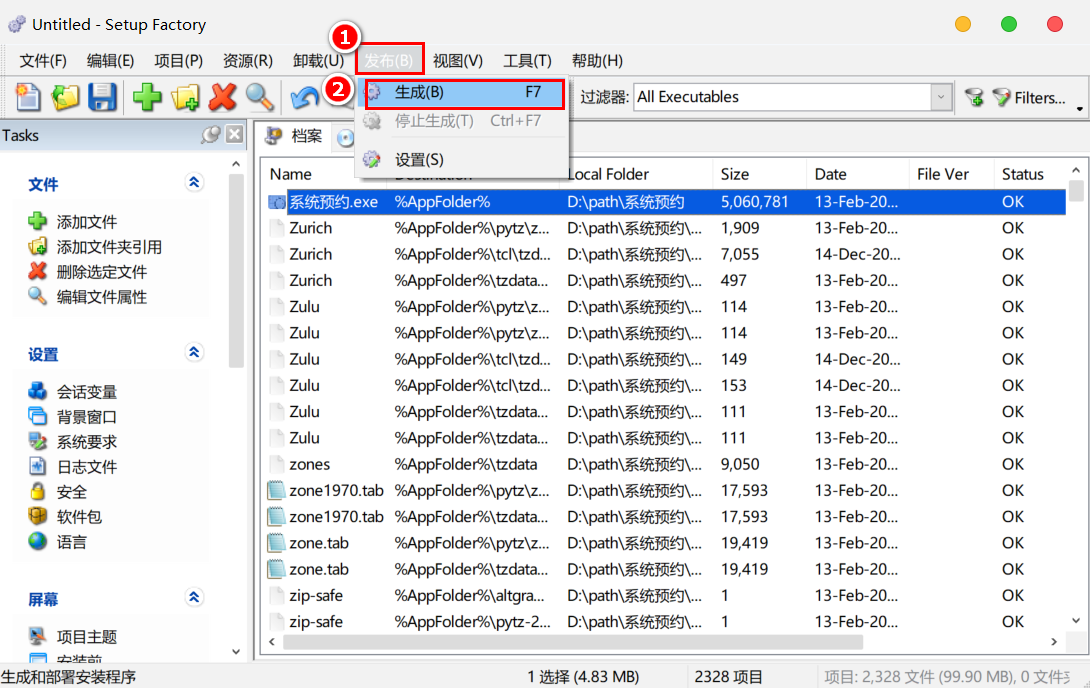 Untitled - Setup Factory
1
文件(F) 编辑(E) 项目(P) 资源(R) 卸载(U) 发布(B) 视图(V) 工具(T) 帮助(H)
2
生成(B) F7
停止生成(T) Ctrl+F7
设置(S)
过滤器: All Executables Filters...
Tasks
文件
添加文件
添加文件夹引用
删除选定文件
编辑文件属性
设置
会话变量
背景窗口
系统要求
日志文件
安全
软件包
语言
屏幕
项目主题
安装前
档案
Name Destination Local Folder Size Date File Ver Status
系统预约.exe %AppFolder% D:\path\系统预约 5,060,781 13-Feb-20... OK
Zurich %AppFolder%\pytz\z... D:\path\系统预约\... 1,909 13-Feb-20... OK
Zurich %AppFolder%\tcl\tzd... D:\path\系统预约\... 7,055 14-Dec-20... OK
Zurich %AppFolder%\tzdata... D:\path\系统预约\... 497 13-Feb-20... OK
Zulu %AppFolder%\pytz\z... D:\path\系统预约\... 114 13-Feb-20... OK
Zulu %AppFolder%\pytz\z... D:\path\系统预约\... 114 13-Feb-20... OK
Zulu %AppFolder%\tcl\tzd... D:\path\系统预约\... 149 14-Dec-20... OK
Zulu %AppFolder%\tcl\tzd... D:\path\系统预约\... 153 14-Dec-20... OK
Zulu %AppFolder%\tzdata... D:\path\系统预约\... 111 13-Feb-20... OK
Zulu %AppFolder%\tzdata... D:\path\系统预约\... 111 13-Feb-20... OK
zones %AppFolder%\tzdata D:\path\系统预约\... 9,050 13-Feb-20... OK
zone1970.tab %AppFolder%\pytz\z... D:\path\系统预约\... 17,593 13-Feb-20... OK
zone1970.tab %AppFolder%\tzdata... D:\path\系统预约\... 17,593 13-Feb-20... OK
zone.tab %AppFolder%\pytz\z... D:\path\系统预约\... 19,419 13-Feb-20... OK
zone.tab %AppFolder%\tzdata... D:\path\系统预约\... 19,419 13-Feb-20... OK
zip-safe %AppFolder%\altgra... D:\path\系统预约\... 1 13-Feb-20... OK
zip-safe %AppFolder%\pytz-2... D:\path\系统预约\... 1 13-Feb-20... OK
生成和部署安装程序 1 选择 (4.83 MB) 2328 项目 项目: 2,328 文件 (99.90 MB), 0 文件